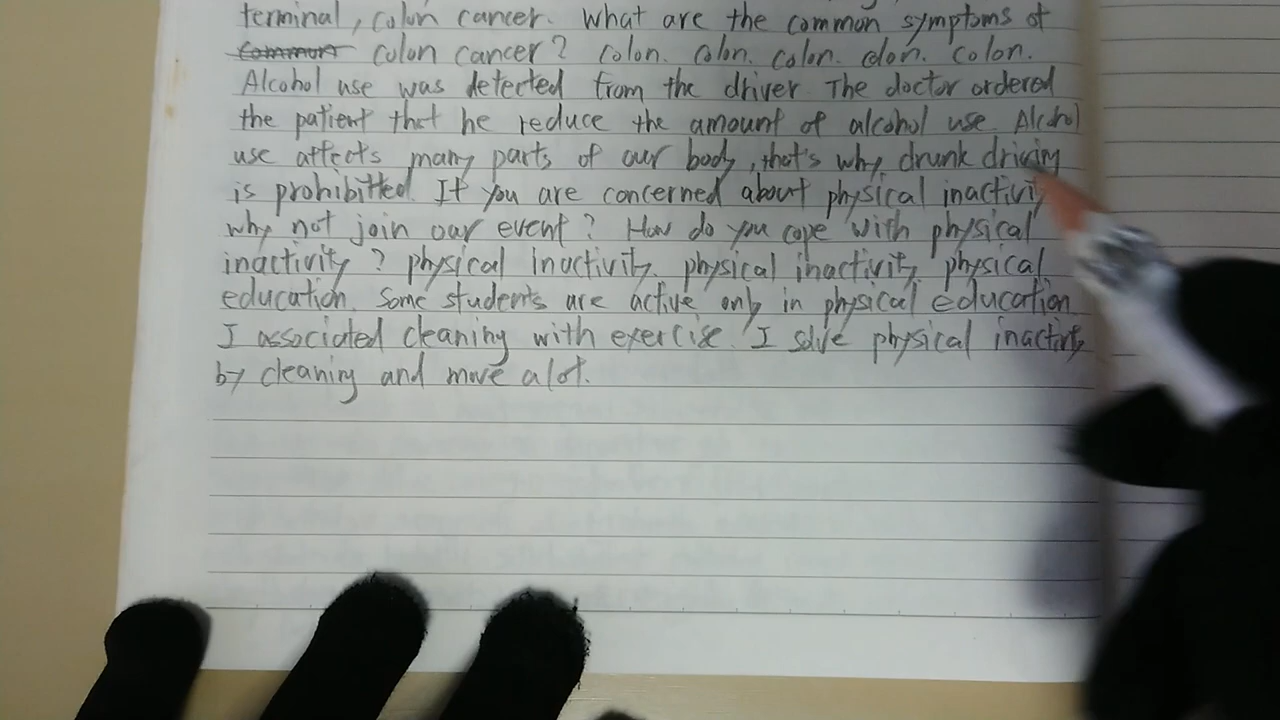 terminal, colon cancer. What are the common symptoms of
common colon cancer? colon. colon. colon. colon. colon.
Alcohol use was detected from the driver. The doctor ordered
the patient that he reduce the amount of alcohol use. Alchol
use affects many parts of our body, that's why drunk driving
is prohibitted. If you are concerned about physical
why not join our event? How do you cope with physical
inactivity? physical inactivity. physical inactivity physical
education. Some students are active only in physical education
I associated cleaning with exercise. I solve physical
by cleaning and move alot.